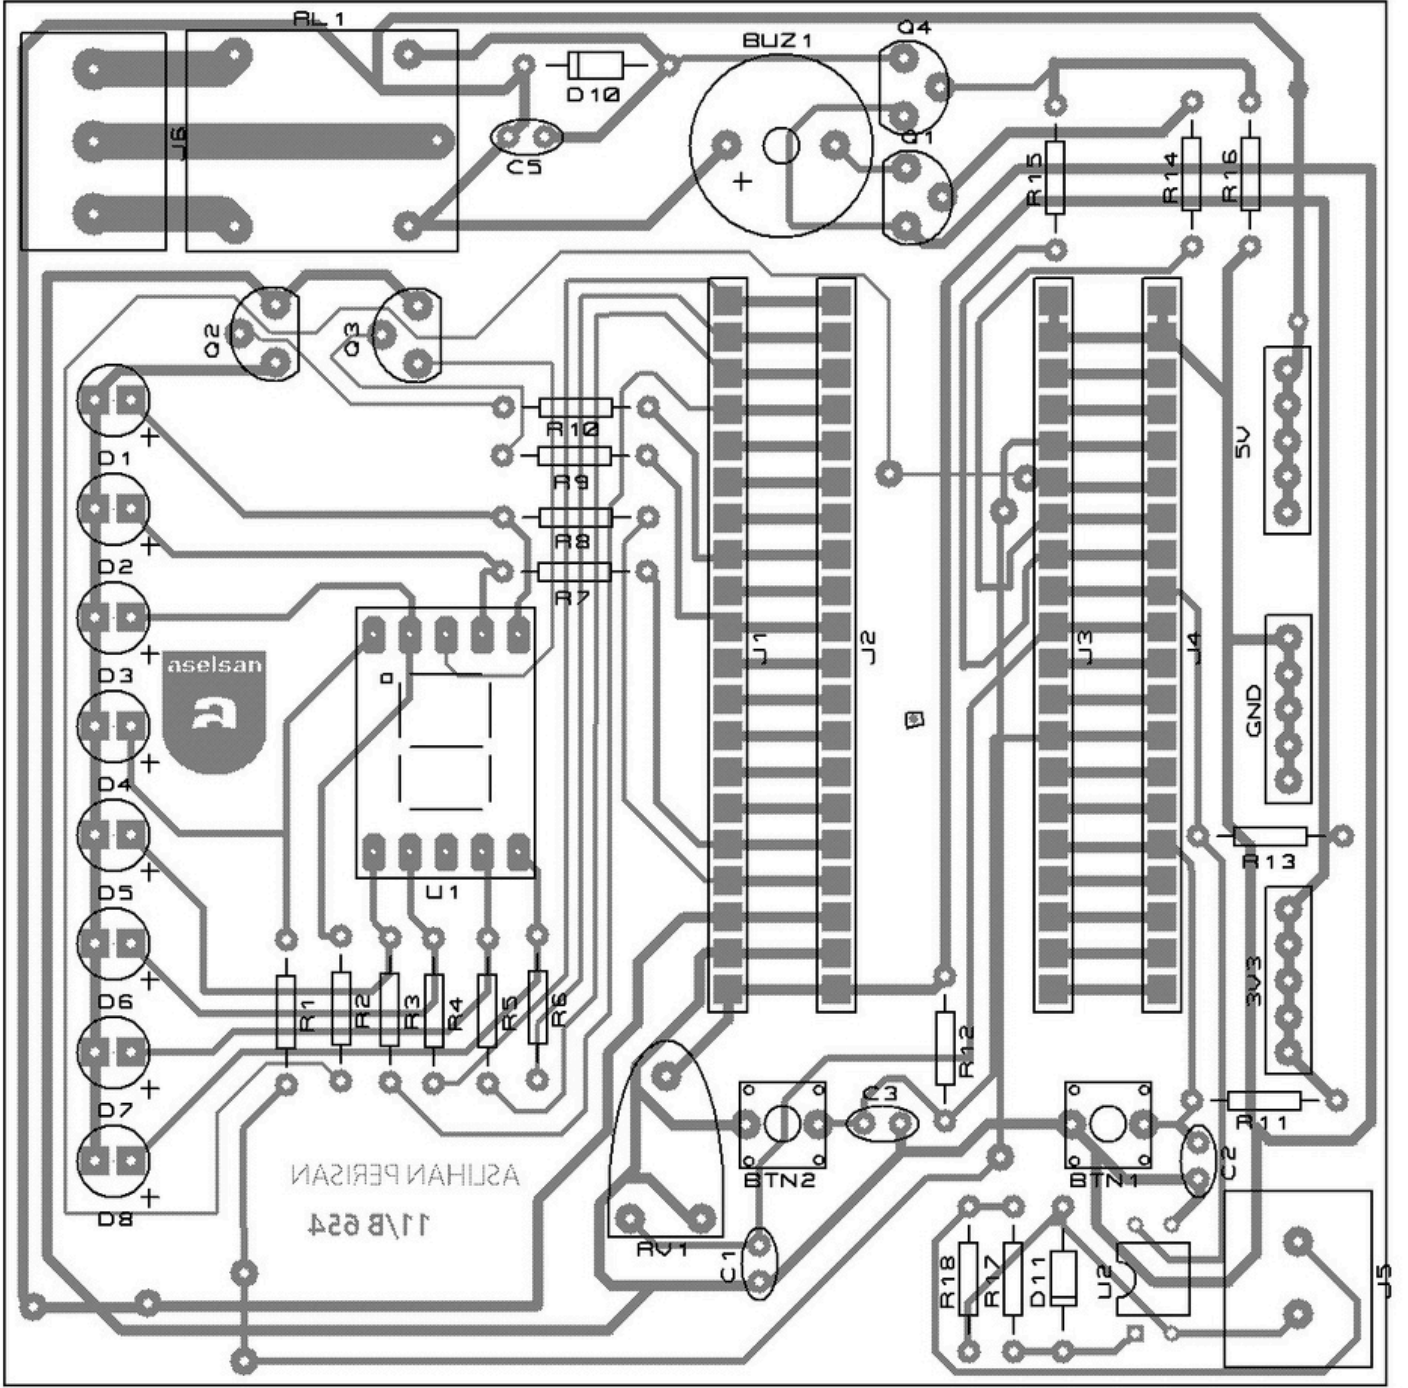 RL1
Q4
BUZ1
D10
J6
C5
+
Q1
R15
R14
R16
Q2
Q3
R10
R9
R8
R7
5V
D1
+
D2
+
D3
+
D4
+
D5
+
D6
+
D7
+
D8
+
aselsan
a
U1
J1
J2
J3
J4
GND
R13
3V3
R1
R2
R3
R4
R5
R6
R12
C3
R11
BTN2
BTN1
C2
ASLIHAN PERISAN
11/B 654
RV1
C1
R18
R17
D11
U2
J5